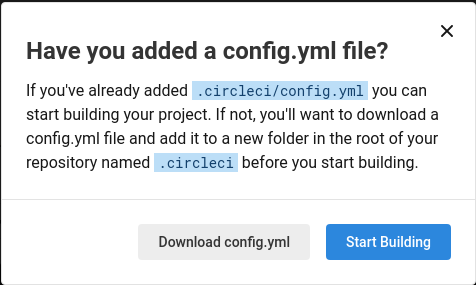 Have you added a config.yml file?
If you've already added .circleci/config.yml you can
start building your project. If not, you'll want to download a
config.yml file and add it to a new folder in the root of your
repository named .circleci before you start building.
Download config.yml
Start Building